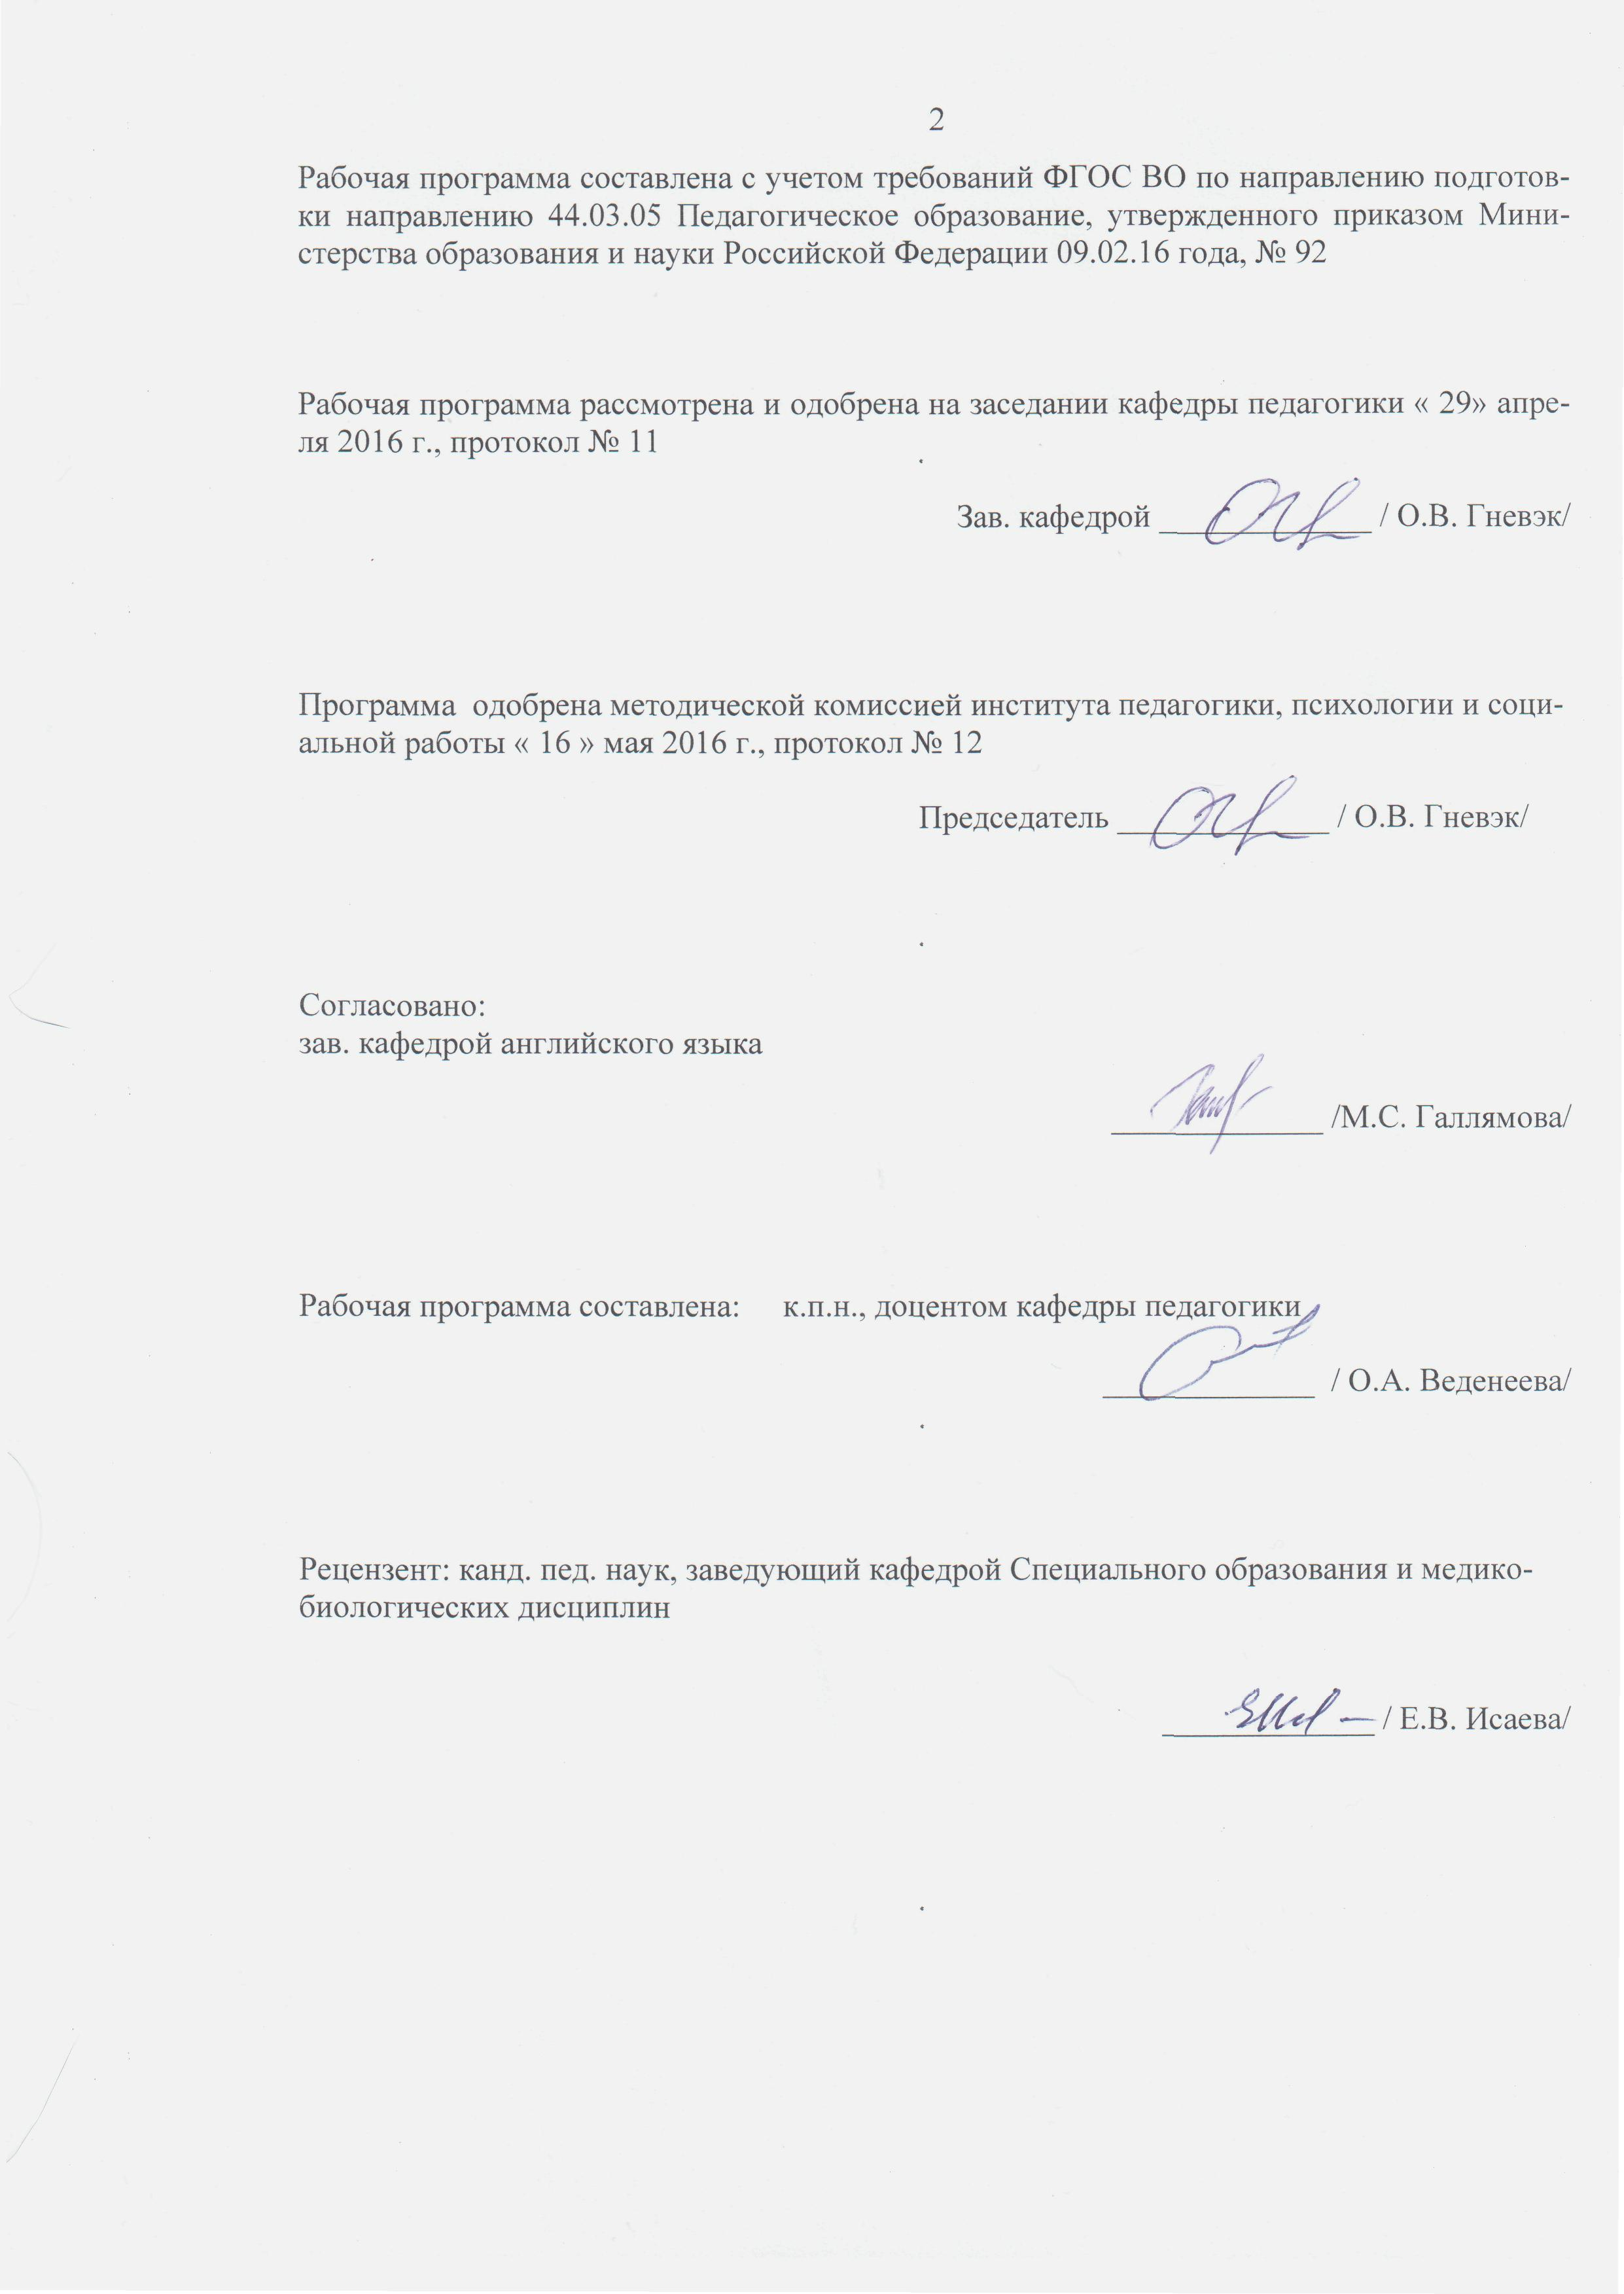 2
Рабочая программа составлена с учетом требований ФГОС ВО по направлению подготов-
ки направлению 44.03.05 Педагогическое образование, утвержденного приказом Мини-
стерства образования и науки Российской Федерации 09.02.16 года, № 92
Рабочая программа рассмотрена и одобрена на заседании кафедры педагогики « 29» апре-
ля 2016 г., протокол № 11
Зав. кафедрой / О.В. Гневэк/
Программа одобрена методической комиссией института педагогики, психологии и соци-
альной работы « 16 » мая 2016 г., протокол № 12
Председатель / О.В. Гневэк/
Согласовано:
зав. кафедрой английского языка
/М.С. Галлямова/
Рабочая программа составлена: к.п.н., доцентом кафедры педагогики
/ О.А. Веденеева/
Рецензент: канд. пед. наук, заведующий кафедрой Специального образования и медико-
биологических дисциплин
/ Е.В. Исаева/